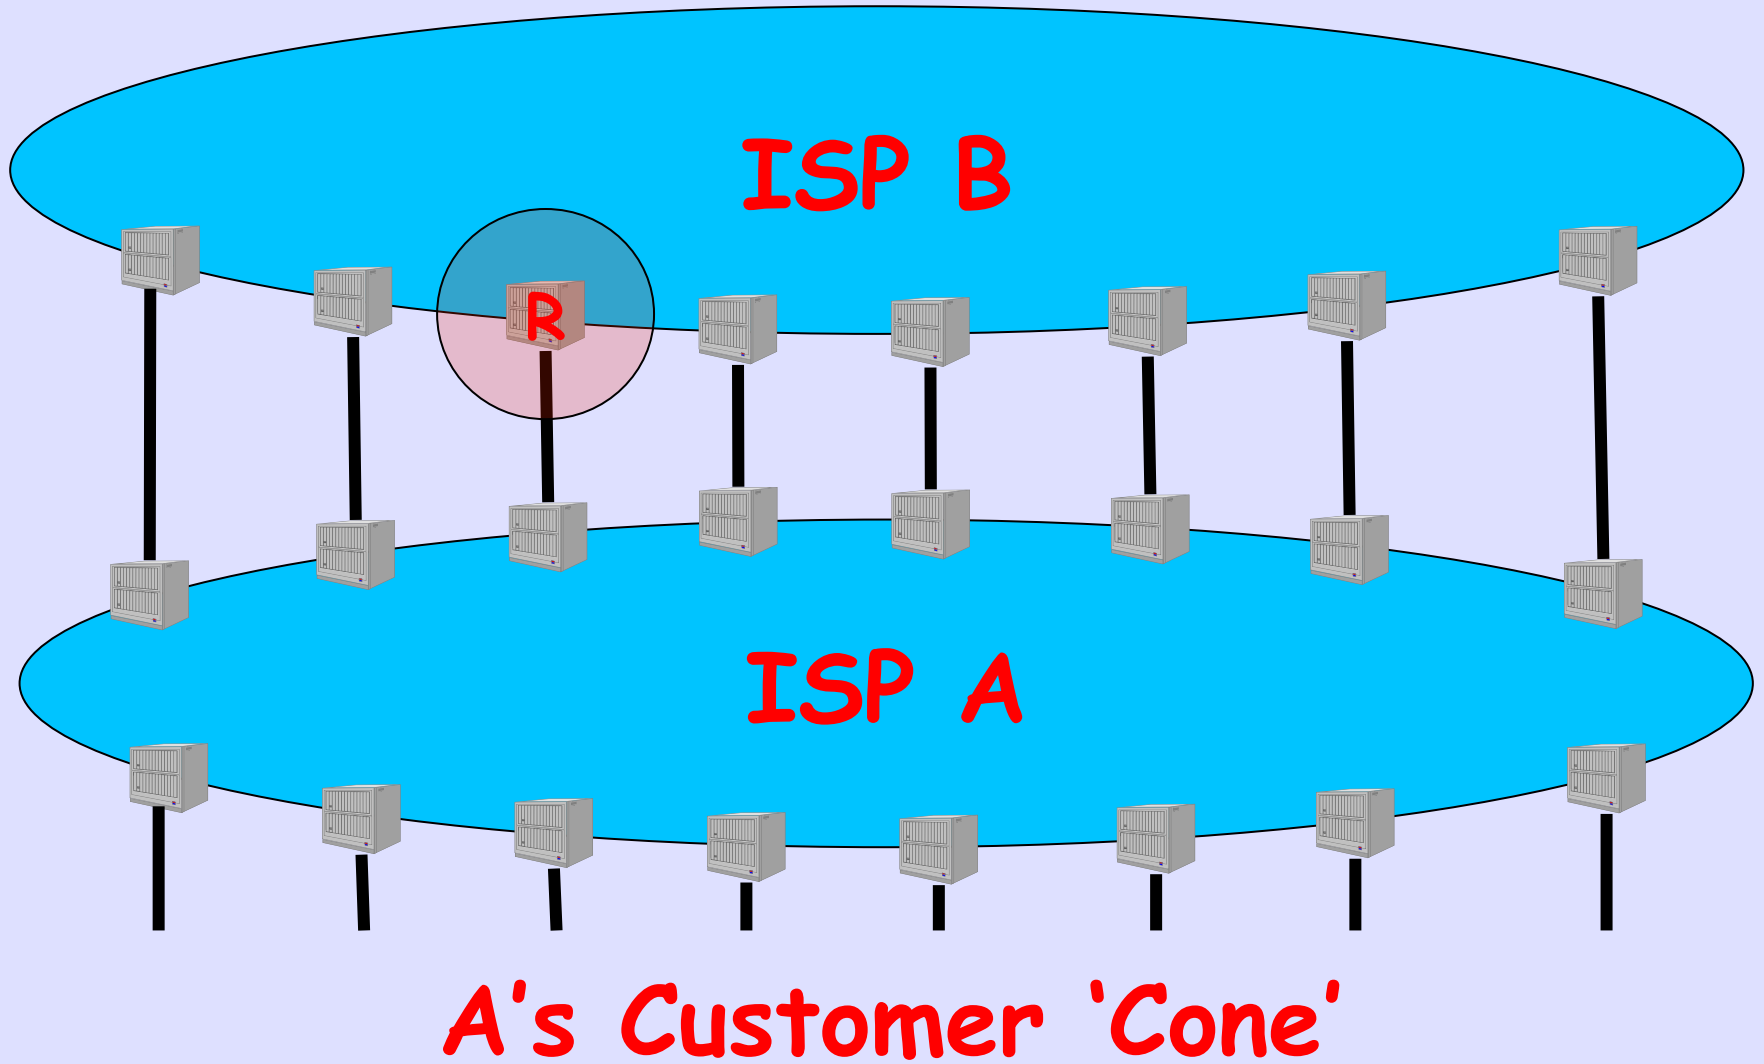 ISP B
R
ISP A
A‘s Customer ‘Cone’